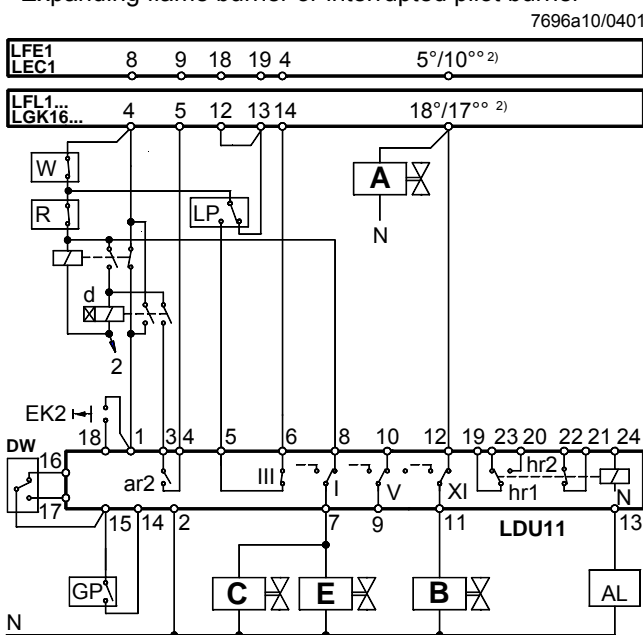 Expanding flame burner or interrupted pilot burner
7696a10/0401
LFE1
LEC1
8 9 18 19 4 5°/10°° 2)
LFL1...
LGK16...
4 5 12 13 14 18°/17°° 2)
W
A
R
LP
N
d
2
EK2
DW
18 1 3 4 5 6 8 10 12 19 23 20 22 21 24
16
ar2 III I V XI hr2 hr1 N
17
15 14 2 7 9 11 LDU11 13
GP C E B AL
N